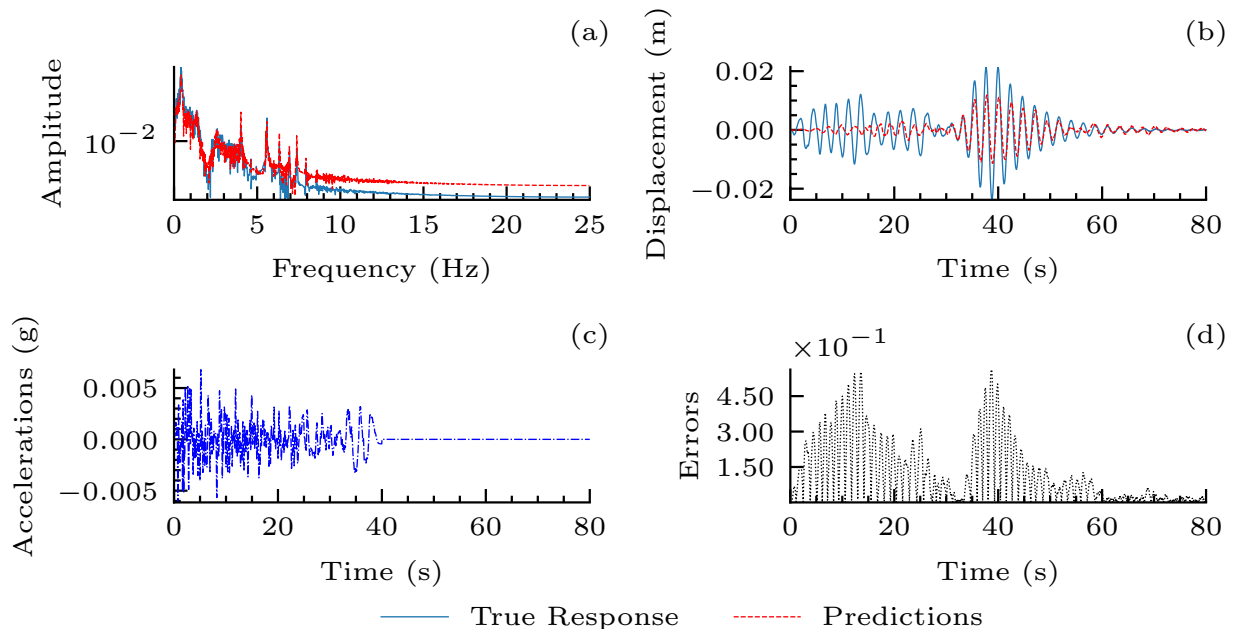 (a)
Amplitude
10⁻²
0 5 10 15 20 25
Frequency (Hz)
(b)
Displacement (m)
0.02
0.00
−0.02
0 20 40 60 80
Time (s)
(c)
Accelerations (g)
0.005
0.000
−0.005
0 20 40 60 80
Time (s)
(d)
×10⁻¹
Errors
4.50
3.00
1.50
0 20 40 60 80
Time (s)
True Response Predictions